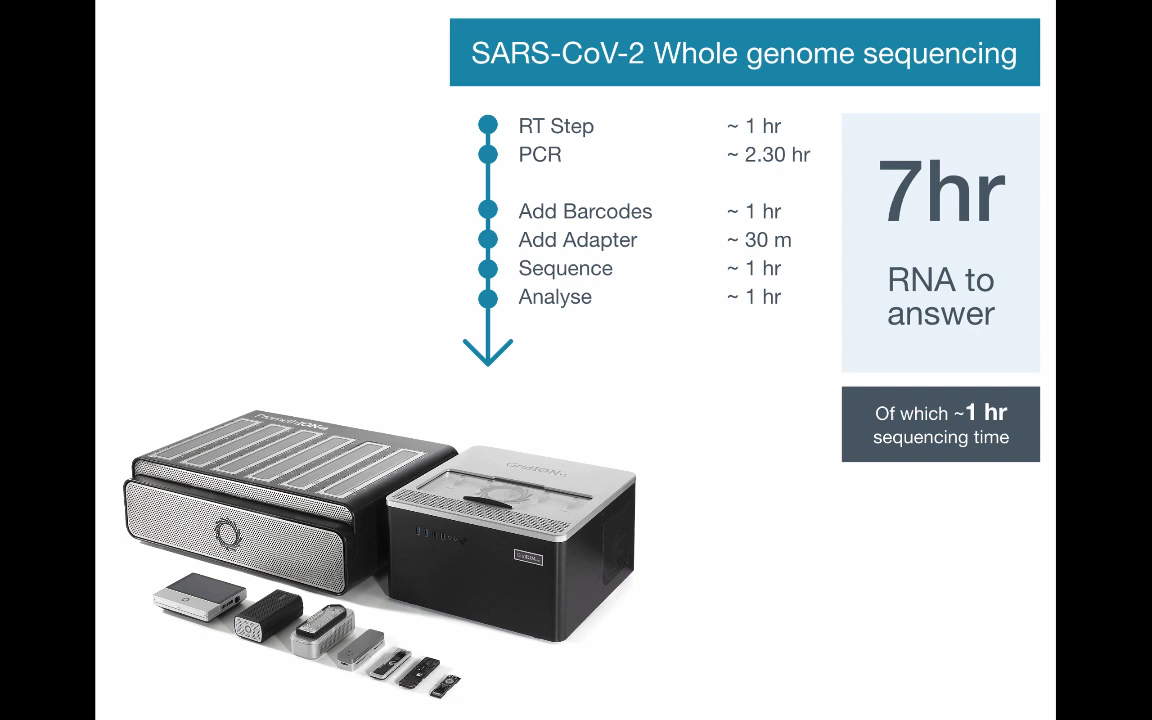 SARS-CoV-2 Whole genome sequencing
RT Step ~ 1 hr
PCR ~ 2.30 hr
Add Barcodes ~ 1 hr
Add Adapter ~ 30 m
Sequence ~ 1 hr
Analyse ~ 1 hr
7hr
RNA to
answer
Of which ~1 hr
sequencing time
GridION